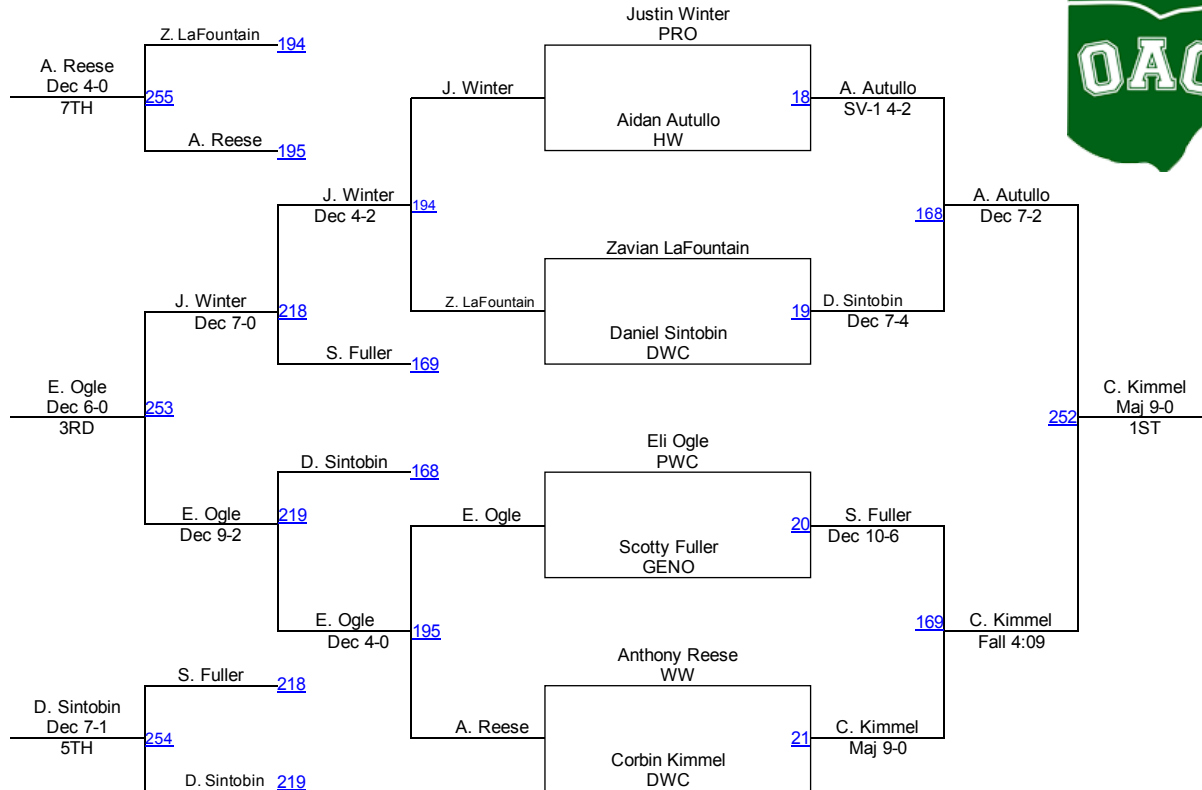 Justin Winter
PRO
Z. LaFountain
194
A. Reese
Dec 4-0
7TH
255
J. Winter
18
A. Autullo
SV-1 4-2
Aidan Autullo
HW
A. Reese
195
J. Winter
Dec 4-2
194
168
A. Autullo
Dec 7-2
Zavian LaFountain
J. Winter
Dec 7-0
218
Z. LaFountain
19
D. Sintobin
Dec 7-4
Daniel Sintobin
DWC
S. Fuller
169
E. Ogle
Dec 6-0
3RD
253
252
C. Kimmel
Maj 9-0
1ST
Eli Ogle
PWC
D. Sintobin
168
E. Ogle
Dec 9-2
219
E. Ogle
20
S. Fuller
Dec 10-6
Scotty Fuller
GENO
E. Ogle
Dec 4-0
195
169
C. Kimmel
Fall 4:09
Anthony Reese
WW
S. Fuller
218
D. Sintobin
Dec 7-1
5TH
254
A. Reese
21
C. Kimmel
Maj 9-0
Corbin Kimmel
DWC
D. Sintobin
219